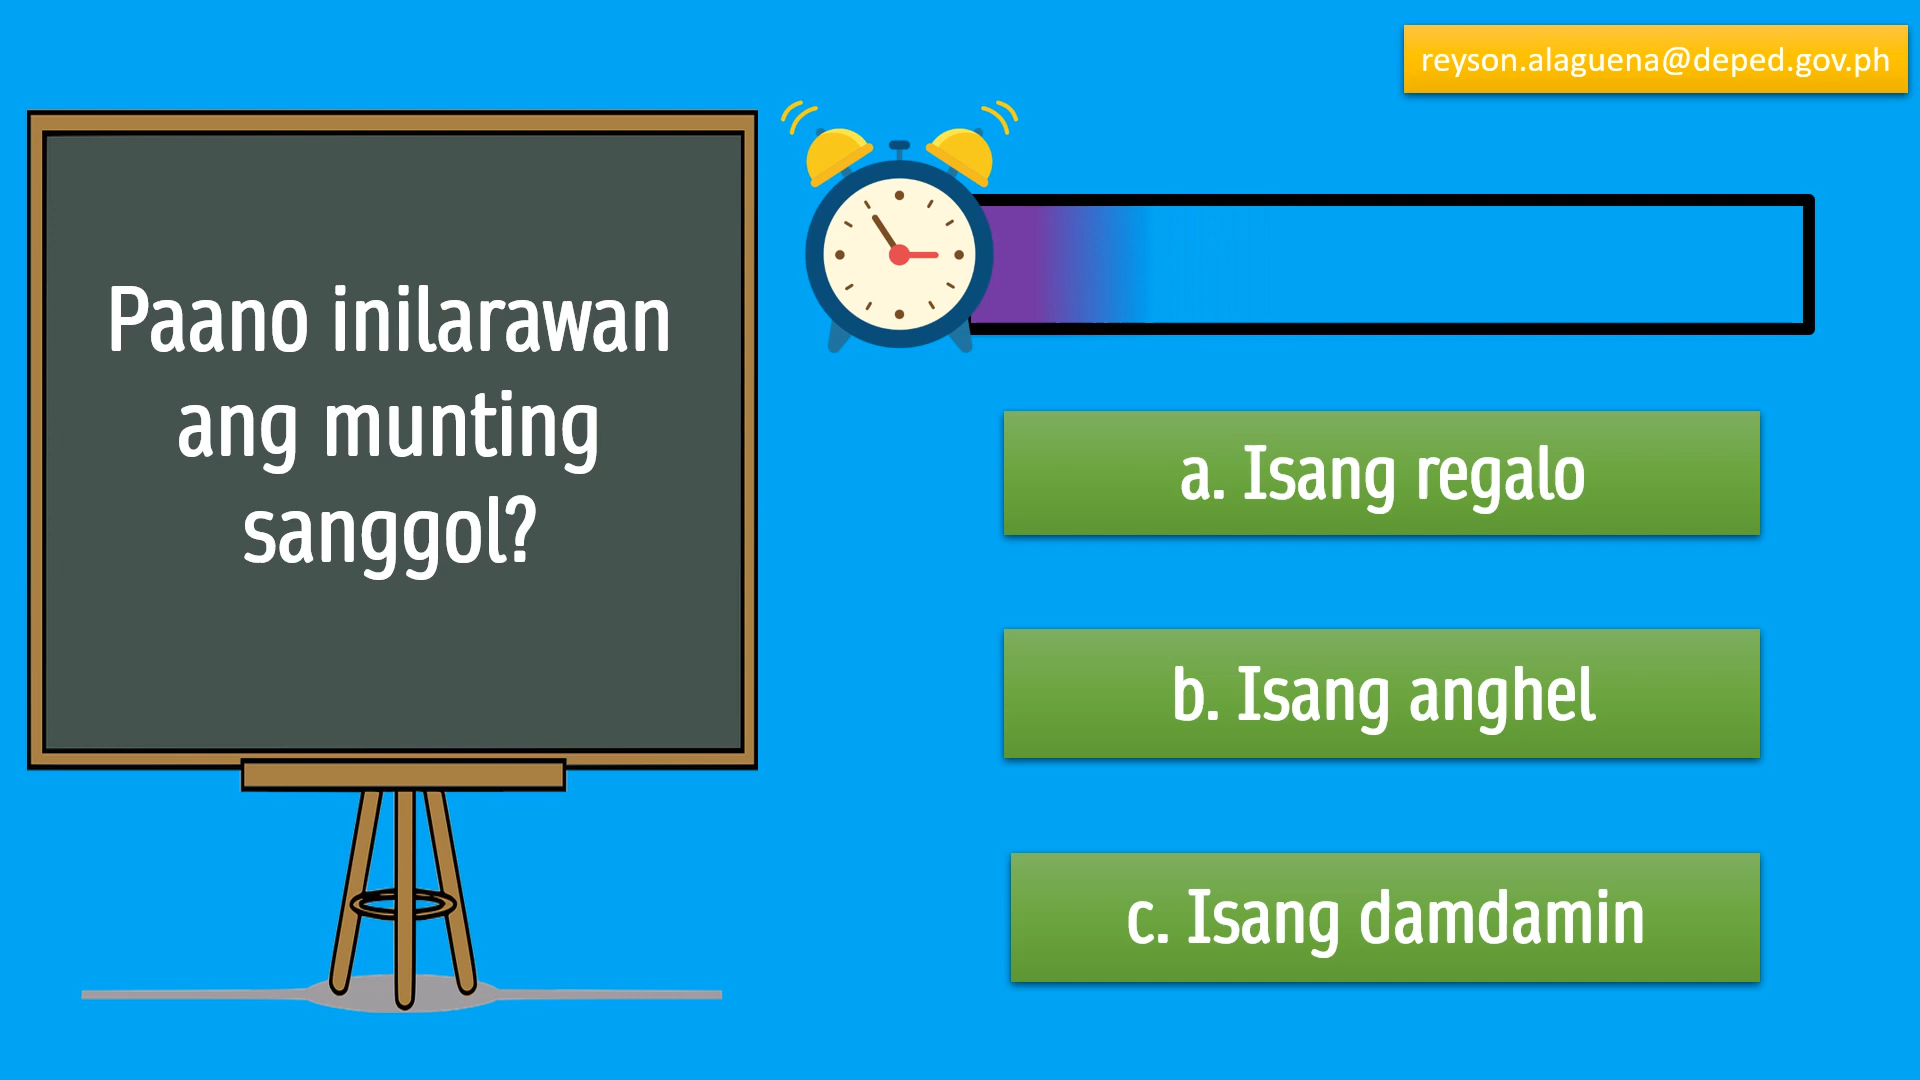 reyson.alaguena@deped.gov.ph
Paano inilarawan
ang munting
sanggol?
a. Isang regalo
b. Isang anghel
c. Isang damdamin